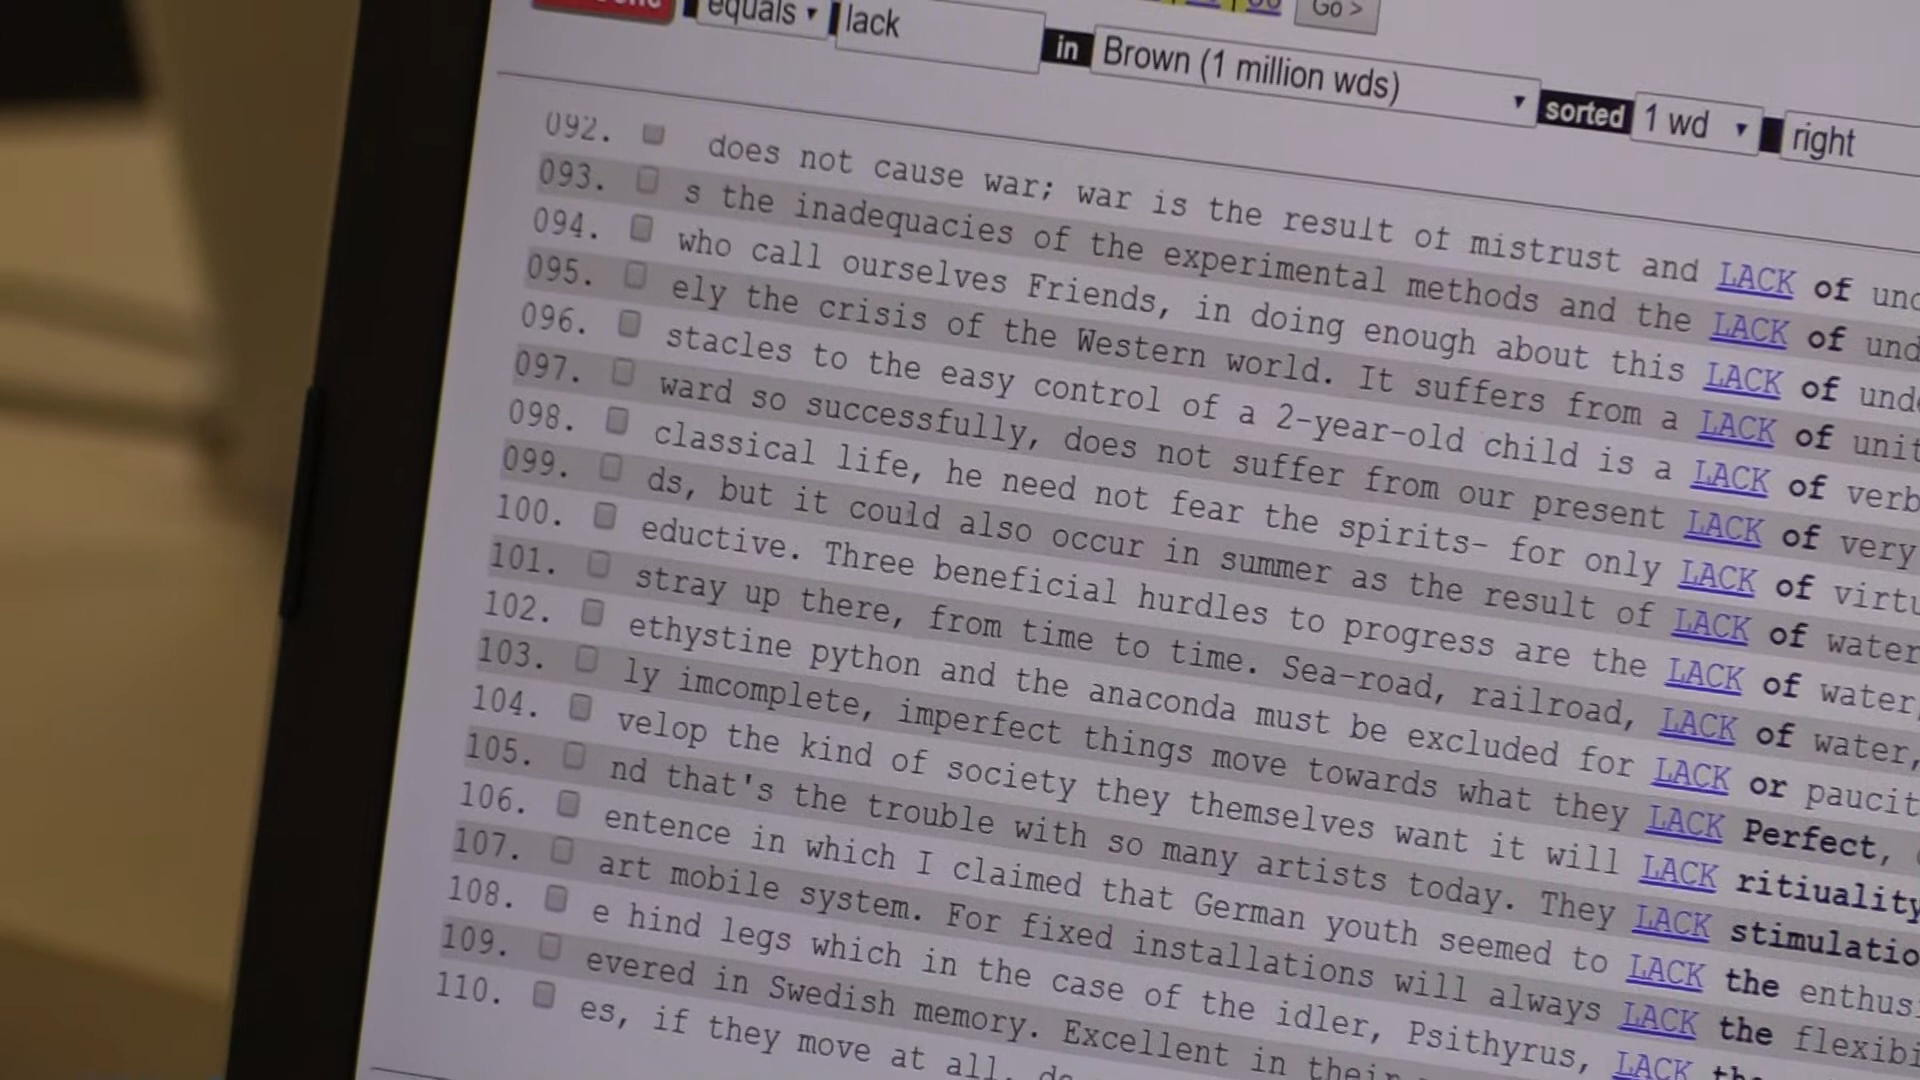 Go >
equals lack in Brown (1 million wds) sorted 1 wd right
092. does not cause war; war is the result of mistrust and LACK of und
093. s the inadequacies of the experimental methods and the LACK of und
094. who call ourselves Friends, in doing enough about this LACK of unde
095. ely the crisis of the Western world. It suffers from a LACK of unit
096. stacles to the easy control of a 2-year-old child is a LACK of verb
097. ward so successfully, does not suffer from our present LACK of very
098. classical life, he need not fear the spirits- for only LACK of virtu
099. ds, but it could also occur in summer as the result of LACK of water
100. eductive. Three beneficial hurdles to progress are the LACK of water,
101. stray up there, from time to time. Sea-road, railroad, LACK of water,
102. ethystine python and the anaconda must be excluded for LACK or paucit
103. ly imcomplete, imperfect things move towards what they LACK Perfect,
104. velop the kind of society they themselves want it will LACK ritiuality
105. nd that's the trouble with so many artists today. They LACK stimulatio
106. entence in which I claimed that German youth seemed to LACK the enthus
107. art mobile system. For fixed installations will always LACK the flexibi
108. e hind legs which in the case of the idler, Psithyrus, LACK
109. evered in Swedish memory. Excellent in their
110. es, if they move at all,